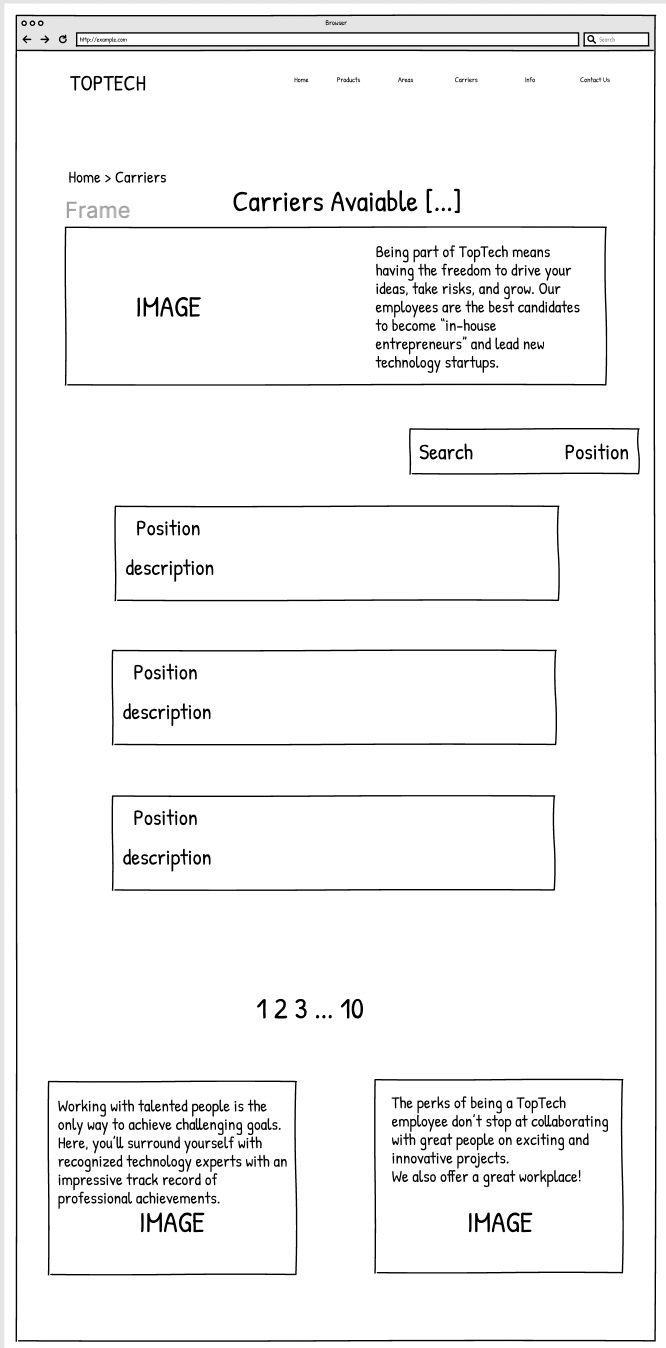 Browser
http://example.com
Search
TOPTECH
Home Products Areas Carriers Info Contact Us
Home > Carriers
Frame
Carriers Avaiable [...]
IMAGE
Being part of TopTech means
having the freedom to drive your
ideas, take risks, and grow. Our
employees are the best candidates
to become “in-house
entrepreneurs” and lead new
technology startups.
Search Position
Position
description
Position
description
Position
description
1 2 3 ... 10
Working with talented people is the
only way to achieve challenging goals.
Here, you’ll surround yourself with
recognized technology experts with an
impressive track record of
professional achievements.
IMAGE
The perks of being a TopTech
employee don’t stop at collaborating
with great people on exciting and
innovative projects.
We also offer a great workplace!
IMAGE